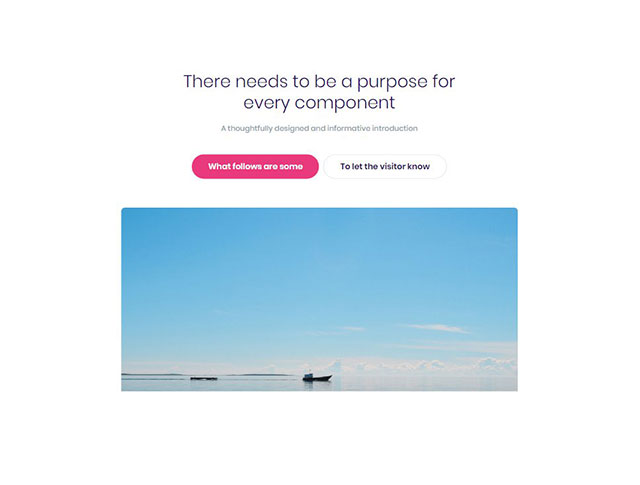 There needs to be a purpose for
every component
A thoughtfully designed and informative introduction
What follows are some
To let the visitor know